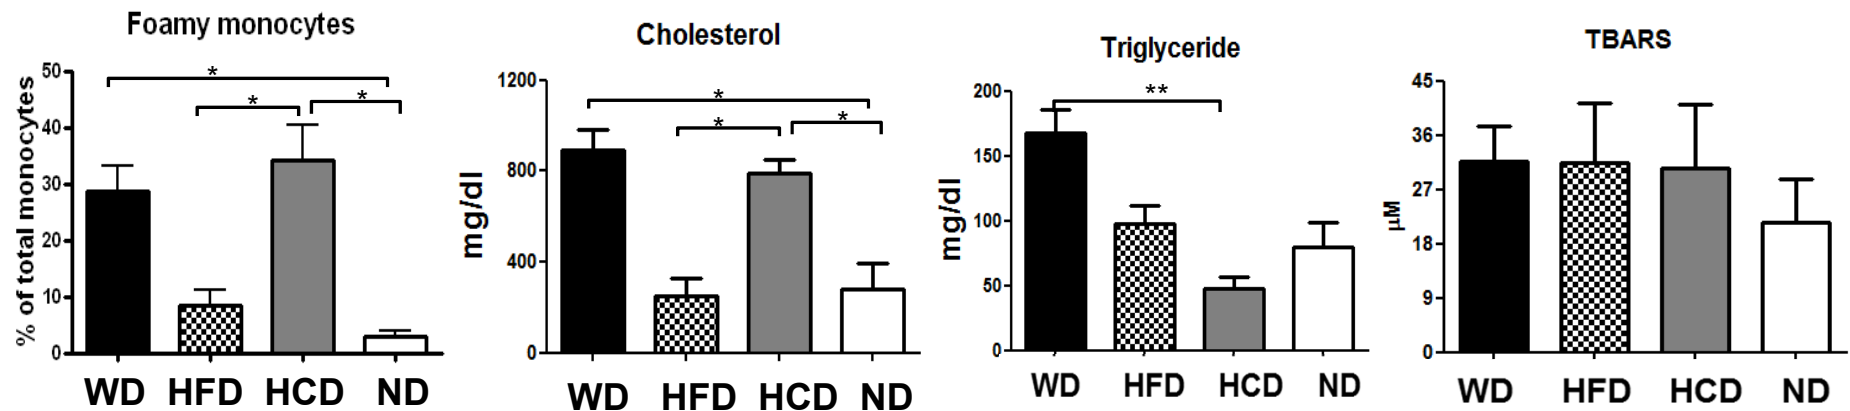 Foamy monocytes
% of total monocytes
50
40
30
20
10
0
*
*
*
WD HFD HCD ND
Cholesterol
mg/dl
1200
800
400
0
*
*
*
WD HFD HCD ND
Triglyceride
mg/dl
200
150
100
50
0
**
WD HFD HCD ND
TBARS
µM
45
36
27
18
9
0
WD HFD HCD ND